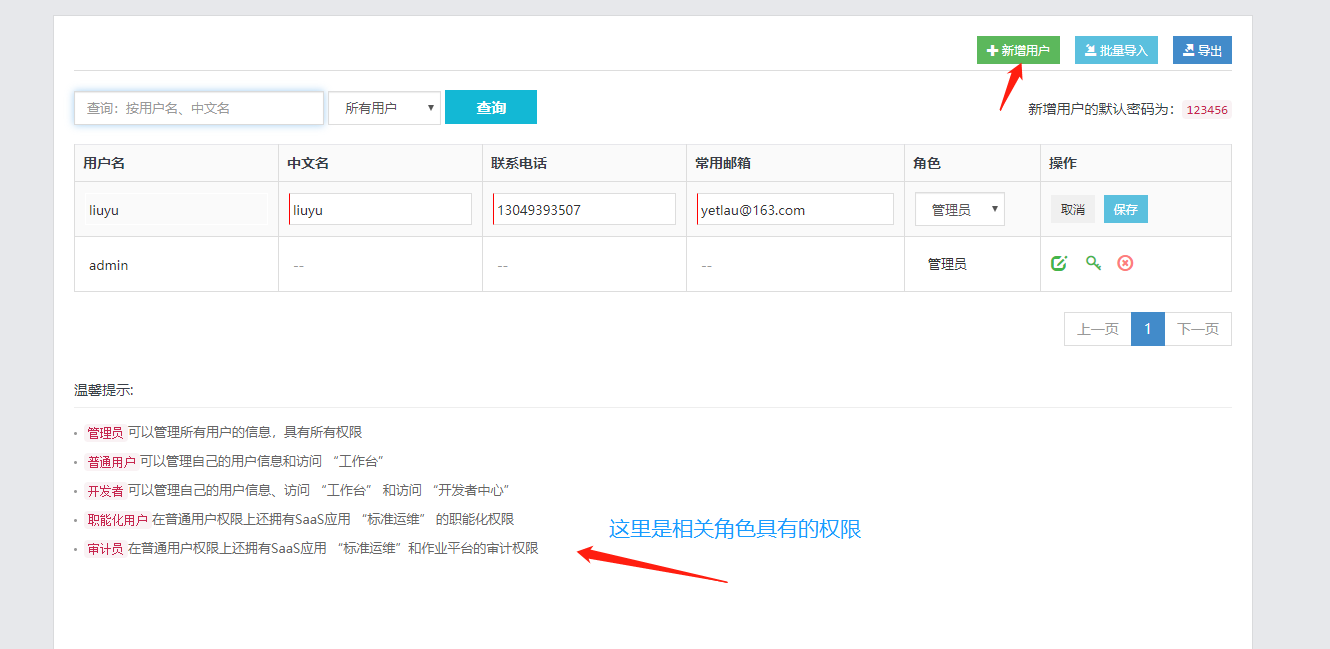 新增用户 批量导入 导出
查询：按用户名、中文名 所有用户 查询 新增用户的默认密码为： 123456
用户名 中文名 联系电话 常用邮箱 角色 操作
liuyu liuyu 13049393507 yetlau@163.com 管理员 取消 保存
admin -- -- -- 管理员
上一页 1 下一页
温馨提示:
• 管理员 可以管理所有用户的信息，具有所有权限
• 普通用户 可以管理自己的用户信息和访问 “工作台”
• 开发者 可以管理自己的用户信息、访问 “工作台” 和访问 “开发者中心”
• 职能化用户 在普通用户权限上还拥有SaaS应用 “标准运维” 的职能化权限
这里是相关角色具有的权限
• 审计员 在普通用户权限上还拥有SaaS应用 “标准运维”和作业平台的审计权限